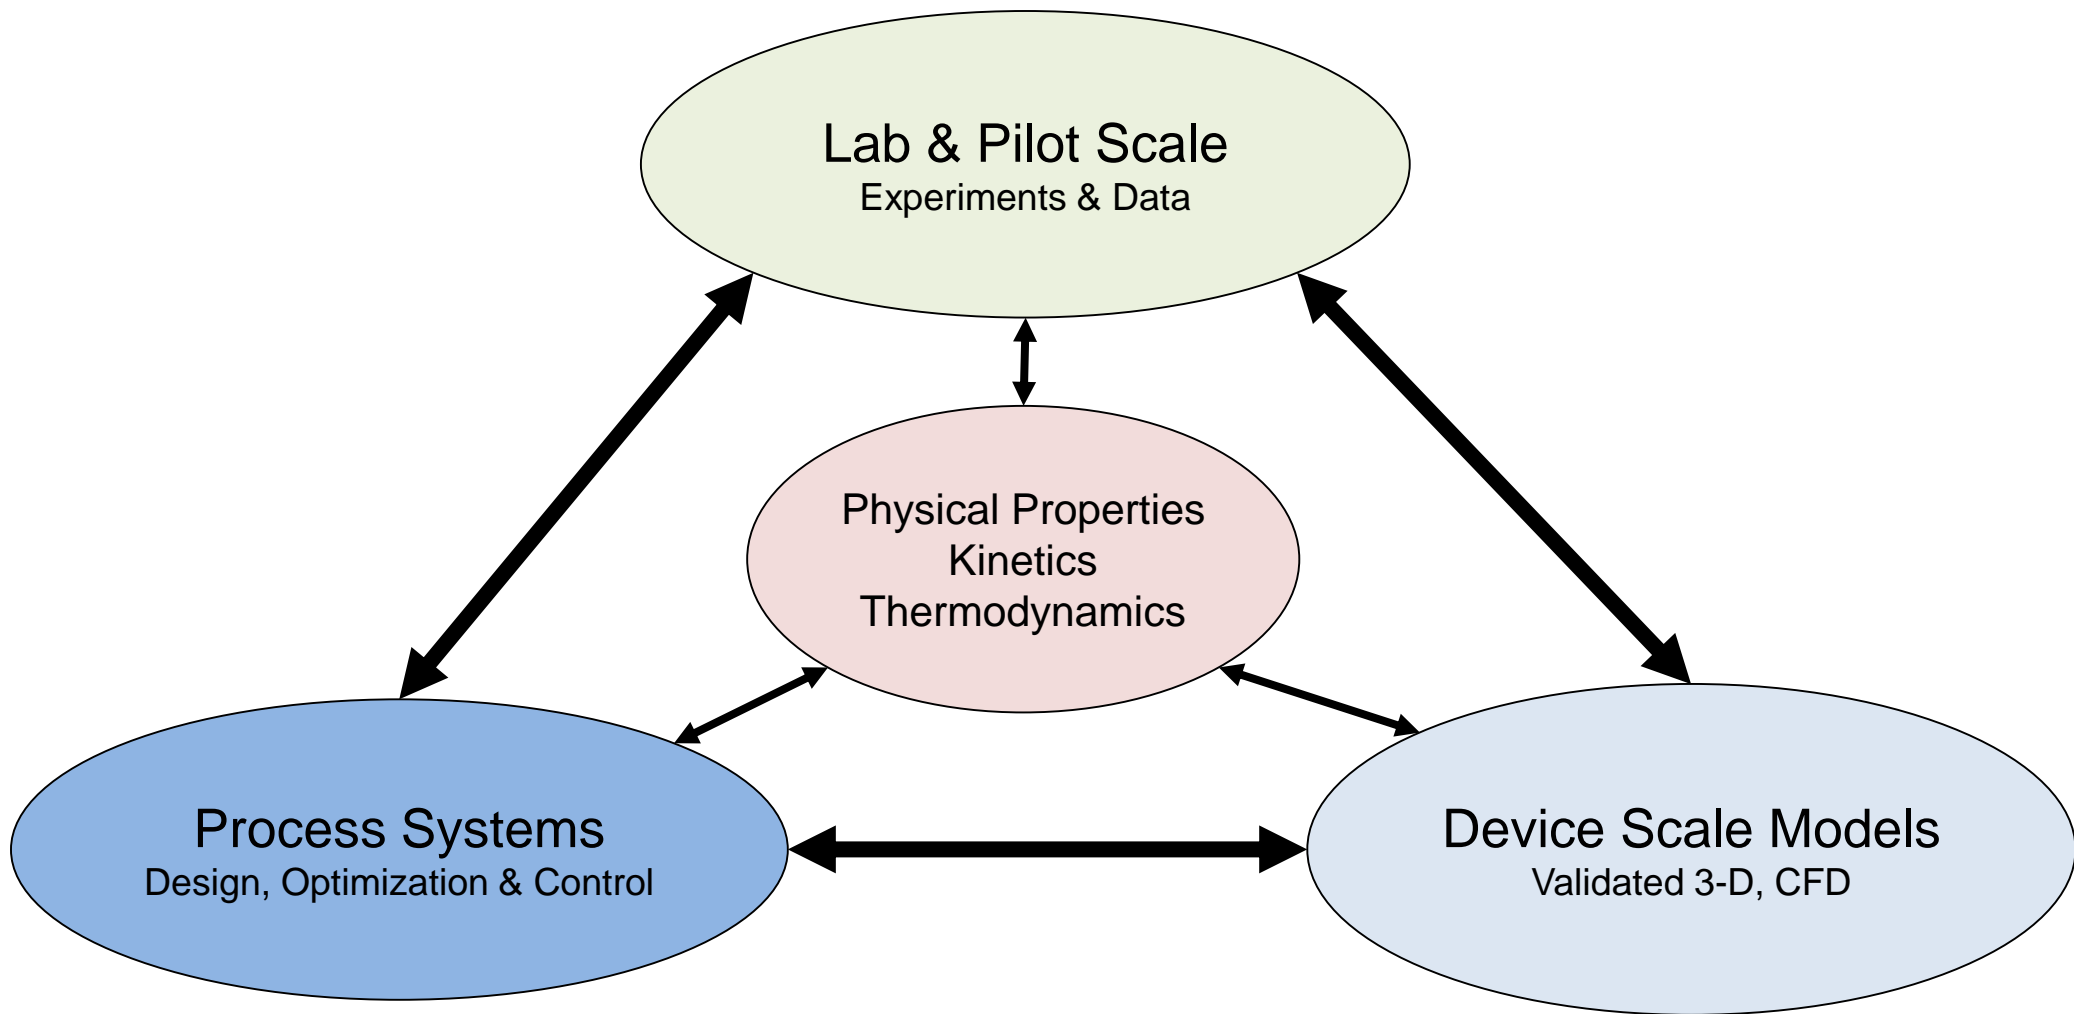 Lab & Pilot Scale
Experiments & Data
Physical Properties
Kinetics
Thermodynamics
Process Systems
Design, Optimization & Control
Device Scale Models
Validated 3-D, CFD